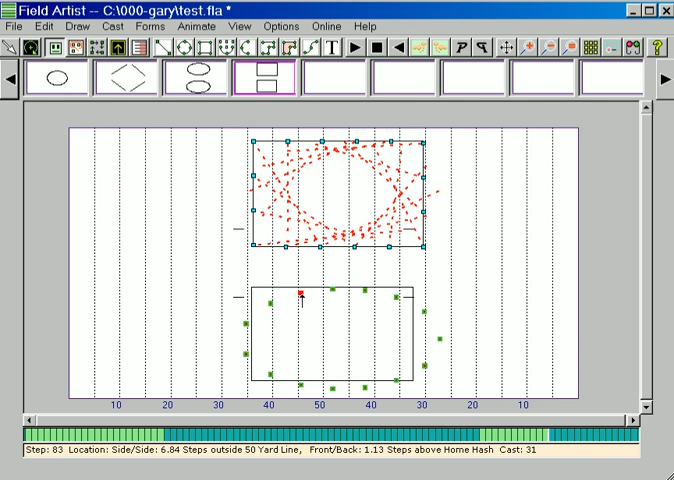 Field Artist -- C:\000-gary\test.fla *
File Edit Draw Cast Forms Animate View Options Online Help
T P P ?
10 20 30 40 50 40 30 20 10
Step: 83 Location: Side/Side: 6.84 Steps outside 50 Yard Line, Front/Back: 1.13 Steps above Home Hash Cast: 31